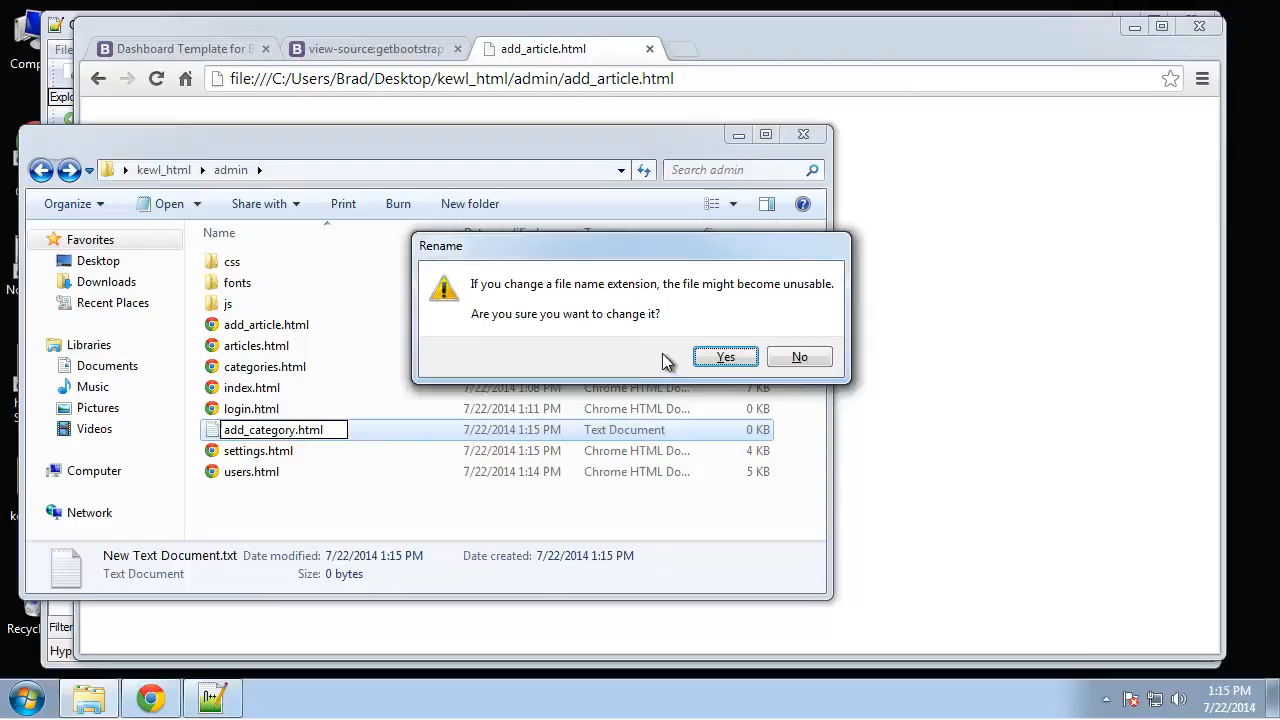 Comp
File
Explo
Dashboard Template for B
view-source:getbootstrap
add_article.html
file:///C:/Users/Brad/Desktop/kewl_html/admin/add_article.html
kewl_html
admin
Search admin
Organize
Open
Share with
Print
Burn
New folder
Name
Favorites
Desktop
Downloads
Recent Places
Libraries
Documents
Music
Pictures
Videos
Computer
Network
css
fonts
js
add_article.html
articles.html
categories.html
index.html 7/22/2014 1:08 PM Chrome HTML Do... 7 KB
login.html 7/22/2014 1:11 PM Chrome HTML Do... 0 KB
add_category.html 7/22/2014 1:15 PM Text Document 0 KB
settings.html 7/22/2014 1:15 PM Chrome HTML Do... 4 KB
users.html 7/22/2014 1:14 PM Chrome HTML Do... 5 KB
Rename
If you change a file name extension, the file might become unusable.
Are you sure you want to change it?
Yes
No
New Text Document.txt Date modified: 7/22/2014 1:15 PM Date created: 7/22/2014 1:15 PM
Text Document Size: 0 bytes
Recycl
Filter
Hyp
1:15 PM
7/22/2014